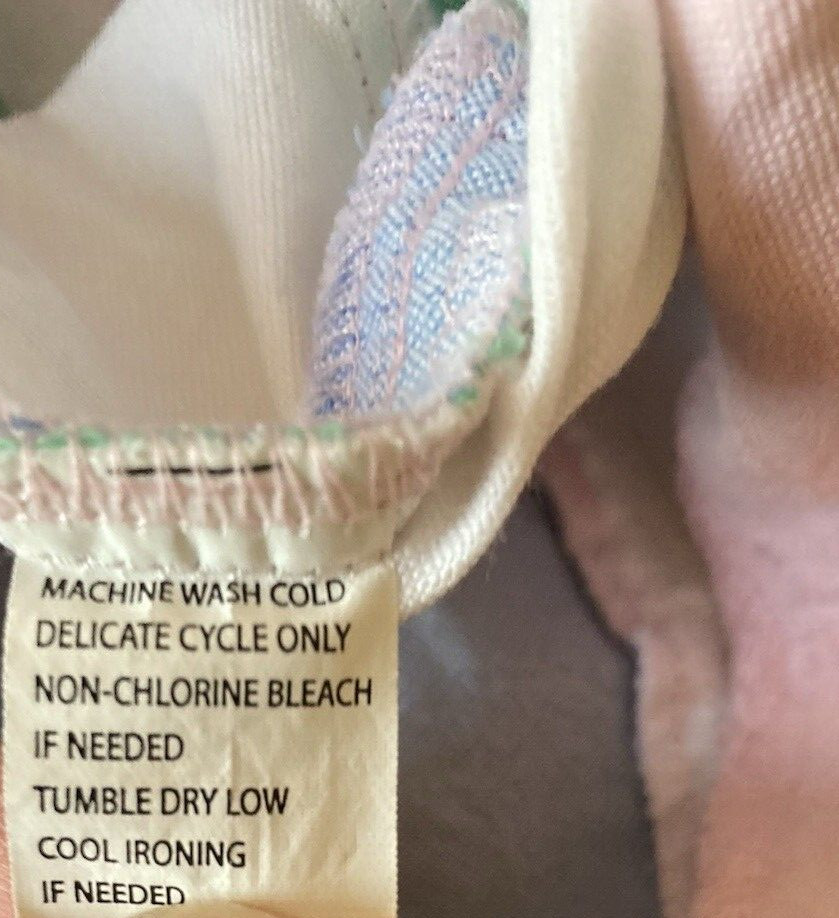 MACHINE WASH COLD
DELICATE CYCLE ONLY
NON-CHLORINE BLEACH
IF NEEDED
TUMBLE DRY LOW
COOL IRONING
IF NEEDED